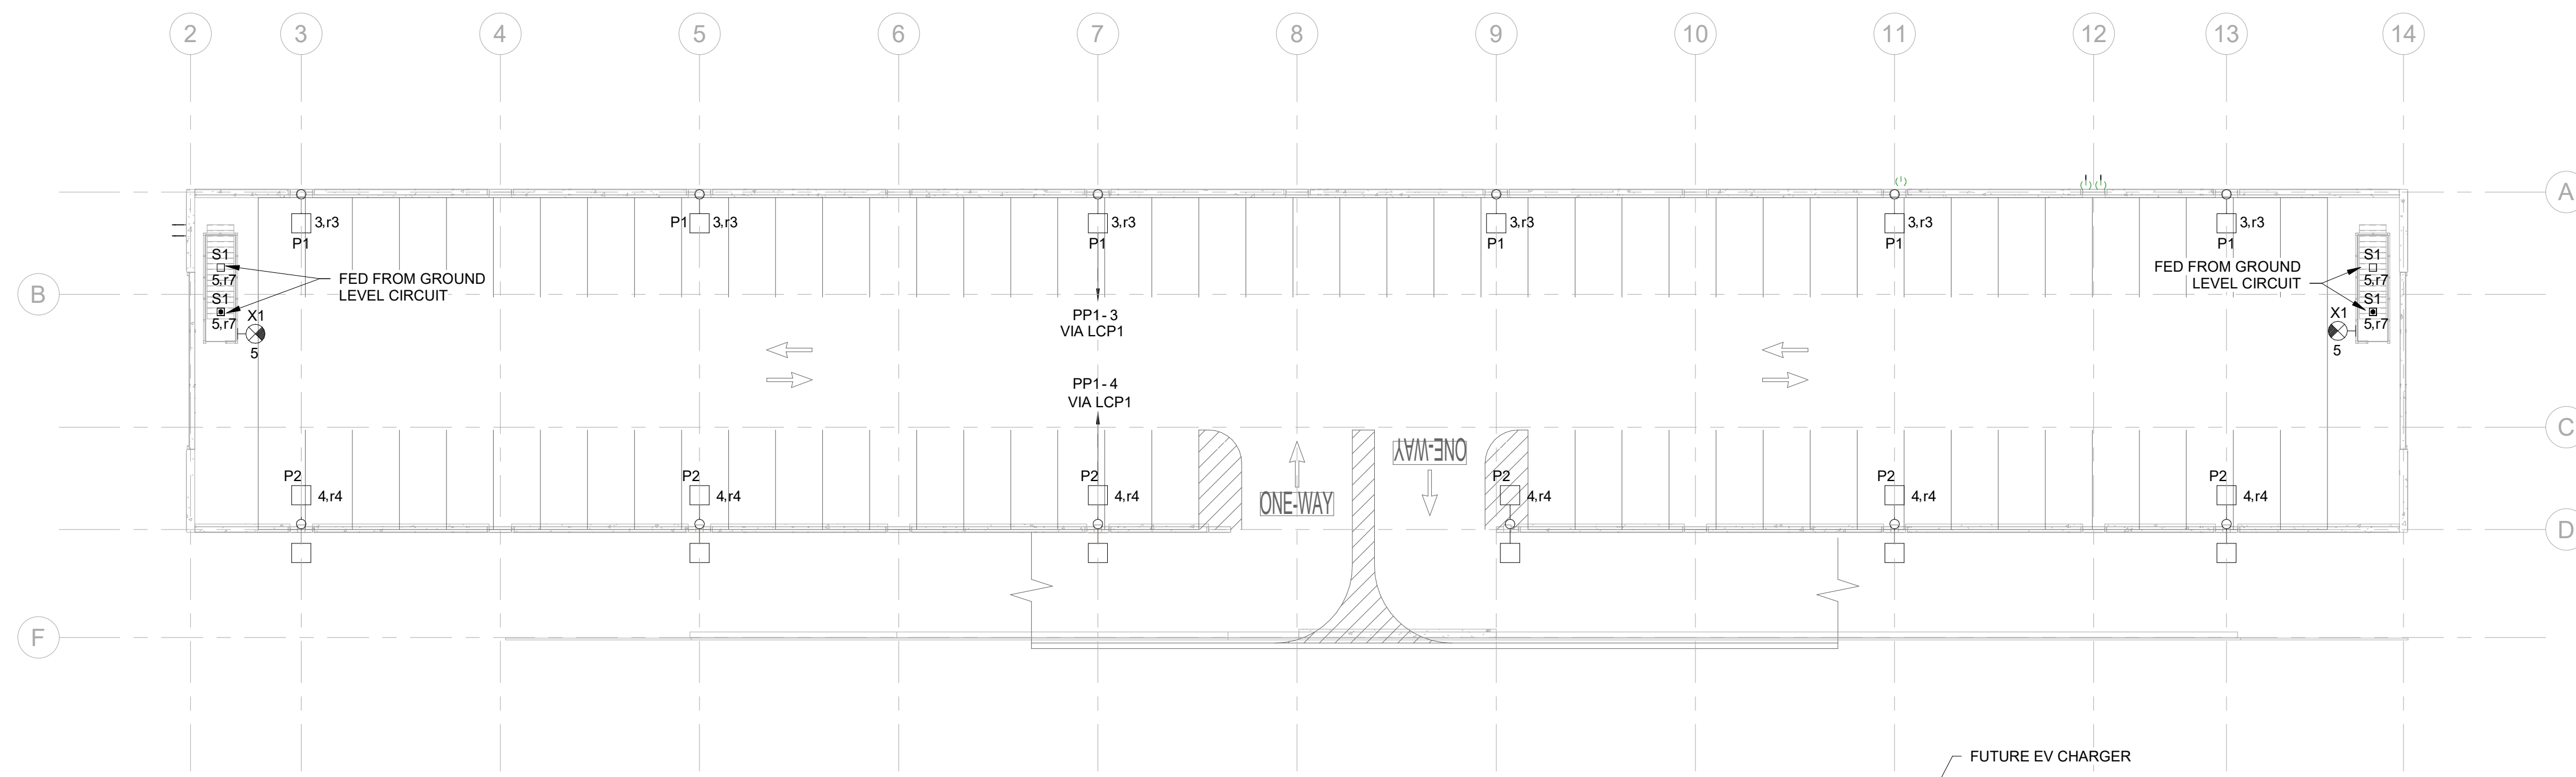 2 3 4 5 6 7 8 9 10 11 12 13 14
A
3,r3 3,r3 3,r3 3,r3 3,r3 3,r3
P1 P1 P1 P1 P1 P1
S1
5,r7
S1
5,r7
X1
5
FED FROM GROUND
LEVEL CIRCUIT
FED FROM GROUND
LEVEL CIRCUIT
S1
5,r7
S1
5,r7
X1
5
B
PP1-3
VIA LCP1
PP1-4
VIA LCP1
C
ONE-WAY
ONE-WAY
P2 P2 P2 P2 P2 P2
4,r4 4,r4 4,r4 4,r4 4,r4 4,r4
D
F
FUTURE EV CHARGER